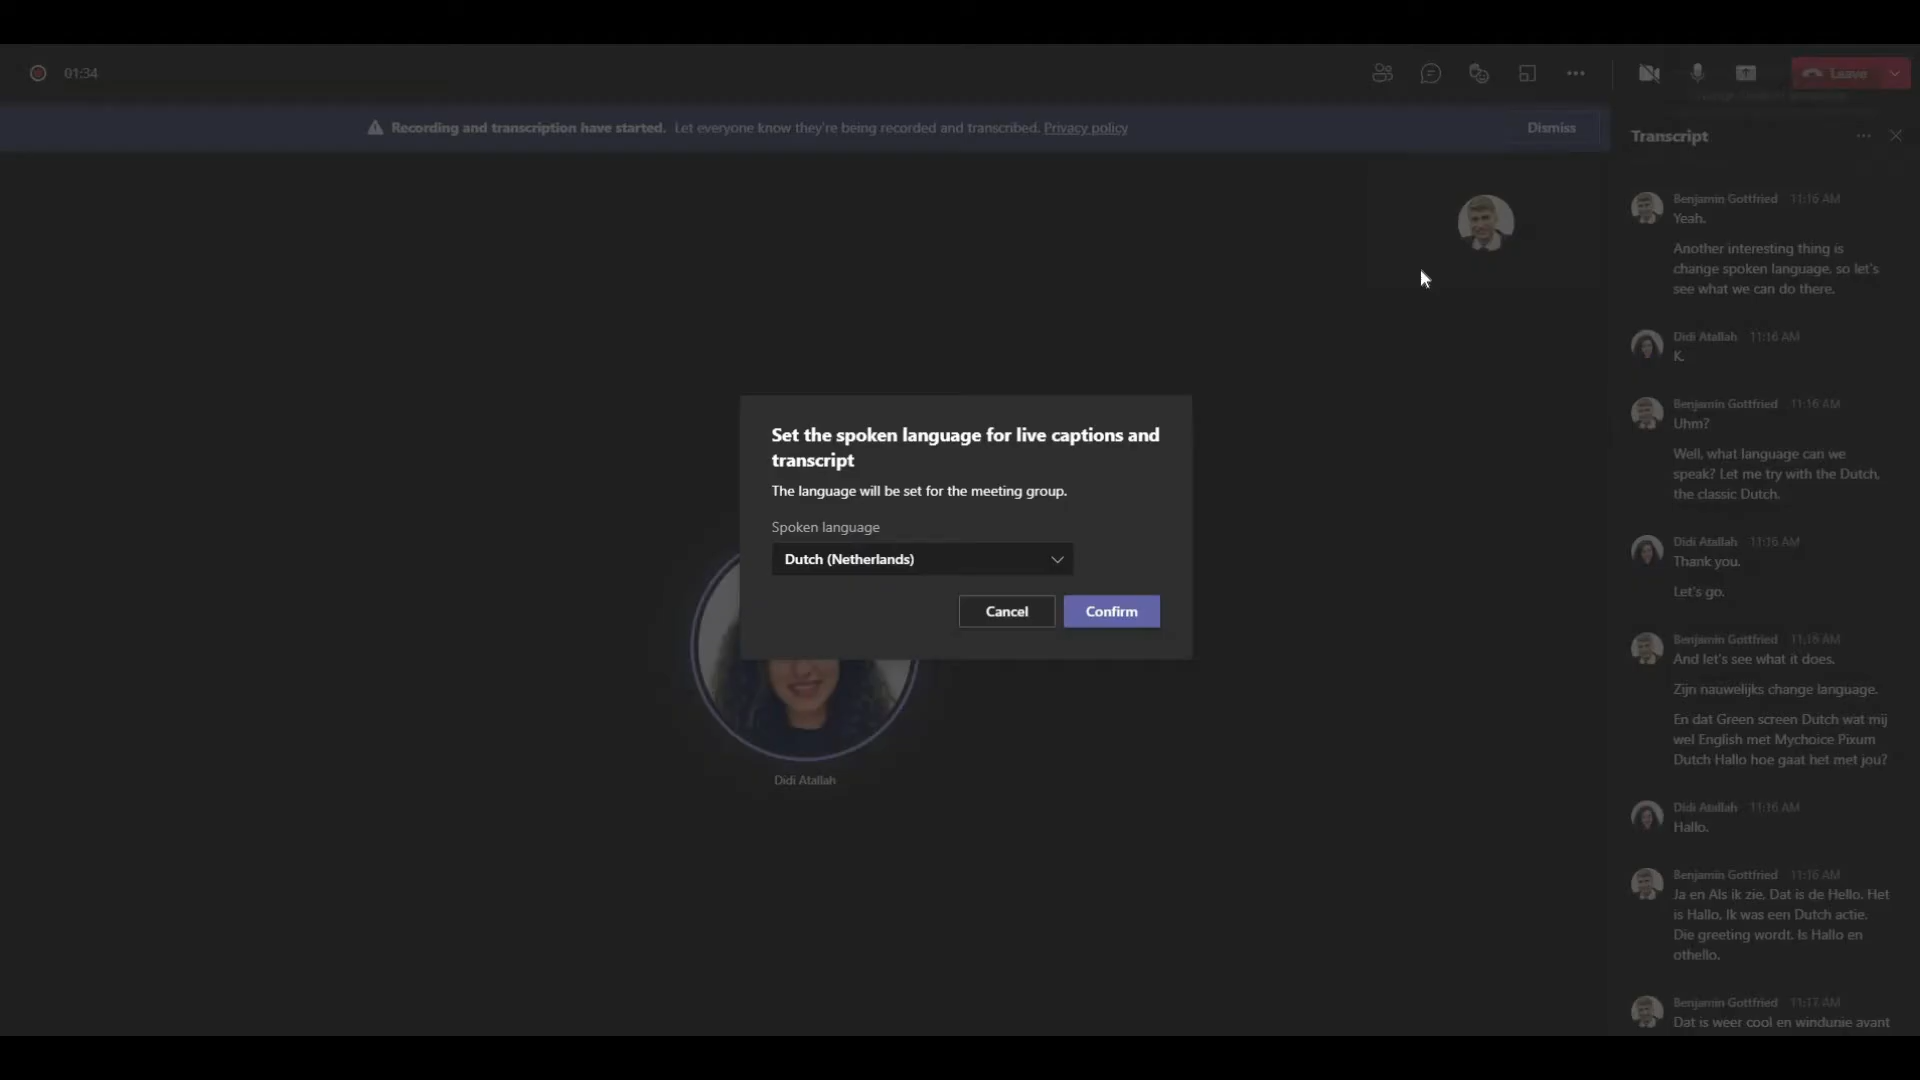 01:34
Leave
Recording and transcription have started. Let everyone know they're being recorded and transcribed. Privacy policy
Dismiss
Transcript
Benjamin Gottfried 11:16 AM
Yeah.
Another interesting thing is
change spoken language. so let's
see what we can do there.
Didi Atallah 11:16 AM
K.
Benjamin Gottfried 11:16 AM
Uhm?
Well, what language can we
speak? Let me try with the Dutch,
the classic Dutch.
Didi Atallah 11:16 AM
Thank you.
Let's go.
Benjamin Gottfried 11:16 AM
And let's see what it does.
Zijn nauwelijks change language.
En dat Green screen Dutch wat mij
wel English met Mychoice Pixum
Dutch Hallo hoe gaat het met jou?
Didi Atallah 11:16 AM
Hallo.
Benjamin Gottfried 11:16 AM
Ja en Als ik zie. Dat is de Hello. Het
is Hallo, Ik was een Dutch actie.
Die greeting wordt. Is Hallo en
othello.
Benjamin Gottfried 11:17 AM
Dat is weer cool en windunie avant
Set the spoken language for live captions and
transcript
The language will be set for the meeting group.
Spoken language
Dutch (Netherlands)
Cancel
Confirm
Didi Atallah